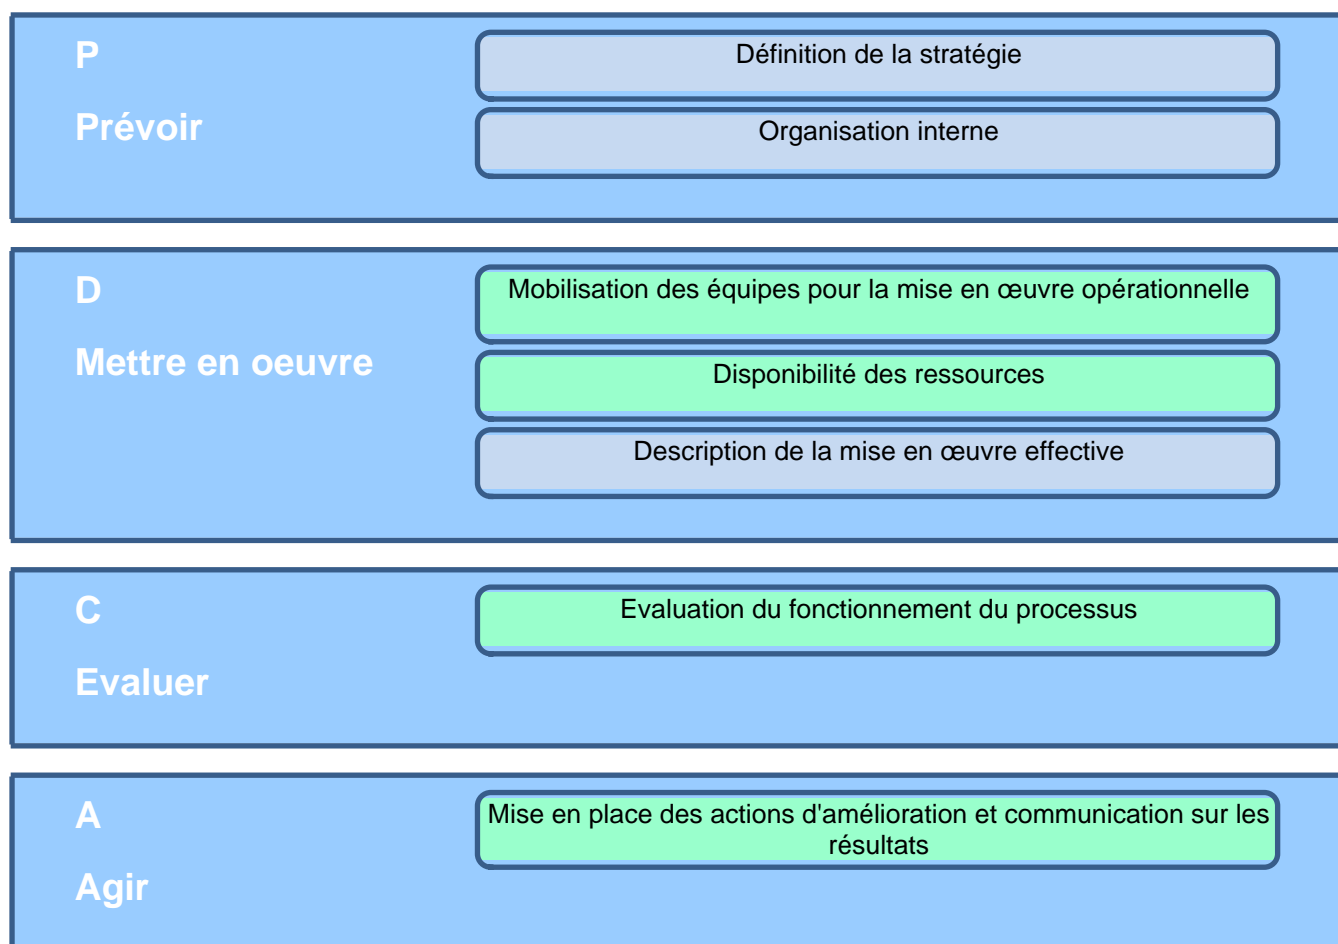 P
Prévoir
Définition de la stratégie
Organisation interne
D
Mettre en oeuvre
Mobilisation des équipes pour la mise en œuvre opérationnelle
Disponibilité des ressources
Description de la mise en œuvre effective
C
Evaluer
Evaluation du fonctionnement du processus
A
Agir
Mise en place des actions d'amélioration et communication sur les
résultats